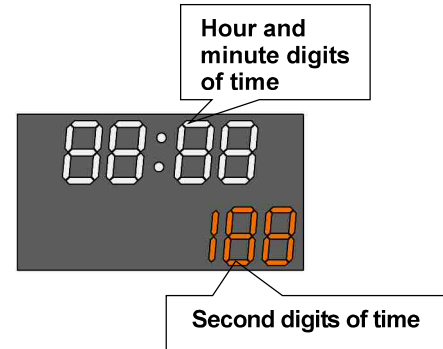 Hour and
minute digits
of time
88:88
188
Second digits of time